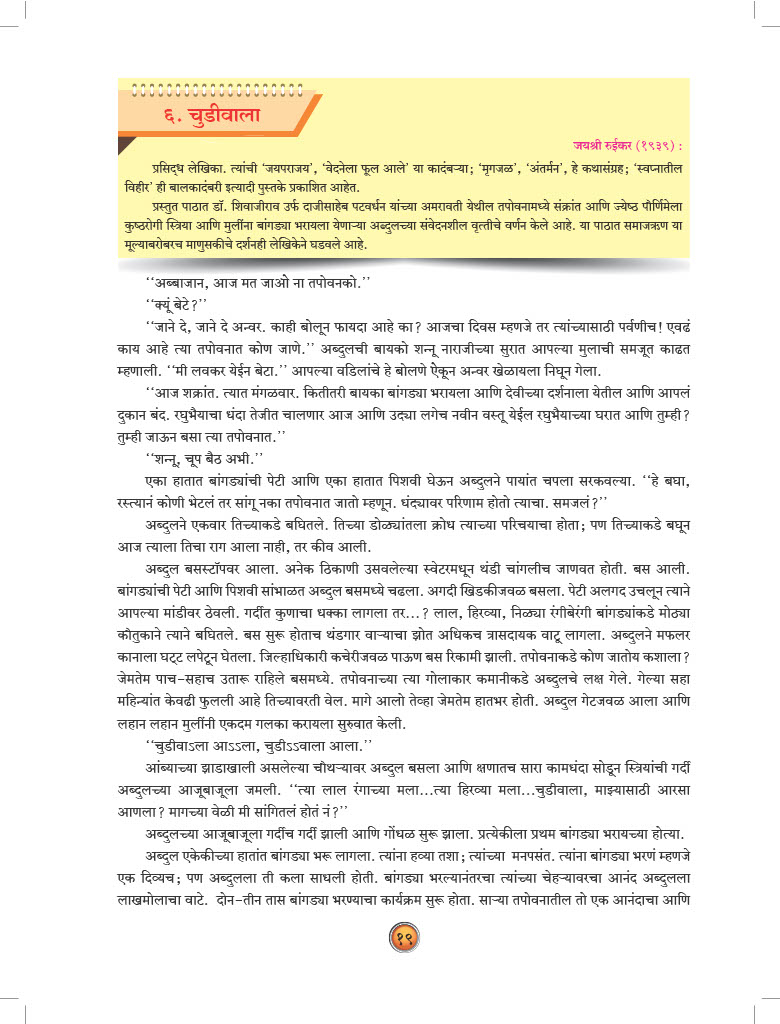 ६. चुडीवाला
जयश्री रुईकर (१९३९) :
प्रसिद्ध लेखिका. त्यांची ‘जयपराजय’, ‘वेदनेला फूल आले’ या कादंबऱ्या; ‘मृगजळ’, ‘अंतर्मन’, हे कथासंग्रह; ‘स्वप्नातील
विहीर’ ही बालकादंबरी इत्यादी पुस्तके प्रकाशित आहेत.
प्रस्तुत पाठात डॉ. शिवाजीराव उर्फ दाजीसाहेब पटवर्धन यांच्या अमरावती येथील तपोवनामध्ये संक्रांत आणि ज्येष्ठ पौर्णिमेला
कुष्ठरोगी स्त्रिया आणि मुलींना बांगड्या भरायला येणाऱ्या अब्दुलच्या संवेदनशील वृत्तीचे वर्णन केले आहे. या पाठात समाजऋण या
मूल्याबरोबरच माणुसकीचे दर्शनही लेखिकेने घडवले आहे.
‘‘अब्बाजान, आज मत जाओ ना तपोवनको.’’
‘‘क्यूं बेटे?’’
‘‘जाने दे, जाने दे अन्वर. काही बोलून फायदा आहे का? आजचा दिवस म्हणजे तर त्यांच्यासाठी पर्वणीच! एवढं
काय आहे त्या तपोवनात कोण जाणे.’’ अब्दुलची बायको शन्नू नाराजीच्या सुरात आपल्या मुलाची समजूत काढत
म्हणाली. ‘‘मी लवकर येईन बेटा.’’ आपल्या वडिलांचे हे बोलणे ऐकून अन्वर खेळायला निघून गेला.
‘‘आज शक्रांत. त्यात मंगळवार. कितीतरी बायका बांगड्या भरायला आणि देवीच्या दर्शनाला येतील आणि आपलं
दुकान बंद. रघुभैयाचा धंदा तेजीत चालणार आज आणि उद्या लगेच नवीन वस्तू येईल रघुभैयाच्या घरात आणि तुम्ही?
तुम्ही जाऊन बसा त्या तपोवनात.’’
‘‘शन्नू, चूप बैठ अभी.’’
एका हातात बांगड्यांची पेटी आणि एका हातात पिशवी घेऊन अब्दुलने पायांत चपला सरकवल्या. ‘‘हे बघा,
रस्त्यानं कोणी भेटलं तर सांगू नका तपोवनात जातो म्हणून. धंद्यावर परिणाम होतो त्याचा. समजलं?’’
अब्दुलने एकवार तिच्याकडे बघितले. तिच्या डोळ्यांतला क्रोध त्याच्या परिचयाचा होता; पण तिच्याकडे बघून
आज त्याला तिचा राग आला नाही, तर कीव आली.
अब्दुल बसस्टॉपवर आला. अनेक ठिकाणी उसवलेल्या स्वेटरमधून थंडी चांगलीच जाणवत होती. बस आली.
बांगड्यांची पेटी आणि पिशवी सांभाळत अब्दुल बसमध्ये चढला. अगदी खिडकीजवळ बसला. पेटी अलगद उचलून त्याने
आपल्या मांडीवर ठेवली. गर्दीत कुणाचा धक्का लागला तर...? लाल, हिरव्या, निळ्या रंगीबेरंगी बांगड्यांकडे मोठ्या
कौतुकाने त्याने बघितले. बस सुरू होताच थंडगार वाऱ्याचा झोत अधिकच त्रासदायक वाटू लागला. अब्दुलने मफलर
कानाला घट्ट लपेटून घेतला. जिल्हाधिकारी कचेरीजवळ पाऊण बस रिकामी झाली. तपोवनाकडे कोण जातोय कशाला?
जेमतेम पाच-सहाच उतारू राहिले बसमध्ये. तपोवनाच्या त्या गोलाकार कमानीकडे अब्दुलचे लक्ष गेले. गेल्या सहा
महिन्यांत केवढी फुलली आहे तिच्यावरती वेल. मागे आलो तेव्हा जेमतेम हातभर होती. अब्दुल गेटजवळ आला आणि
लहान लहान मुलींनी एकदम गलका करायला सुरुवात केली.
‘‘चुडीवाऽला आऽऽला, चुडीऽऽवाला आला.’’
आंब्याच्या झाडाखाली असलेल्या चौथऱ्यावर अब्दुल बसला आणि क्षणातच सारा कामधंदा सोडून स्त्रियांची गर्दी
अब्दुलच्या आजूबाजूला जमली. ‘‘त्या लाल रंगाच्या मला...त्या हिरव्या मला...चुडीवाला, माझ्यासाठी आरसा
आणला? मागच्या वेळी मी सांगितलं होतं नं?’’
अब्दुलच्या आजूबाजूला गर्दीच गर्दी झाली आणि गोंधळ सुरू झाला. प्रत्येकीला प्रथम बांगड्या भरायच्या होत्या.
अब्दुल एकेकीच्या हातांत बांगड्या भरू लागला. त्यांना हव्या तशा; त्यांच्या मनपसंत. त्यांना बांगड्या भरणं म्हणजे
एक दिव्यच; पण अब्दुलला ती कला साधली होती. बांगड्या भरल्यानंतरचा त्यांच्या चेहऱ्यावरचा आनंद अब्दुलला
लाखमोलाचा वाटे. दोन-तीन तास बांगड्या भरण्याचा कार्यक्रम सुरू होता. साऱ्या तपोवनातील तो एक आनंदाचा आणि
१९